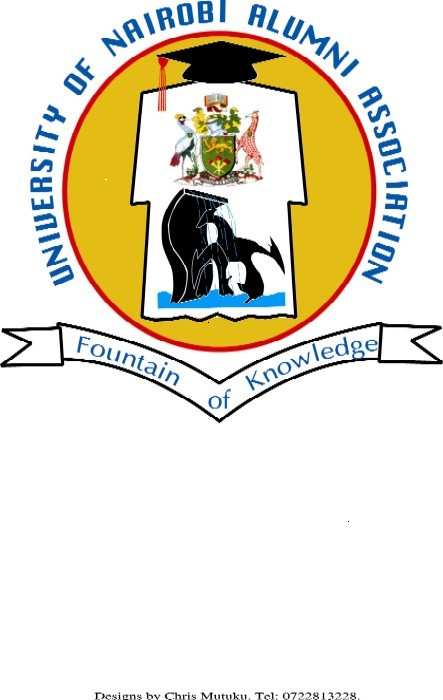 UNIVERSITY OF NAIROBI ALUMNI ASSOCIATION
Fountain of Knowledge
Designs by Chris Mutuku. Tel: 0722813228.